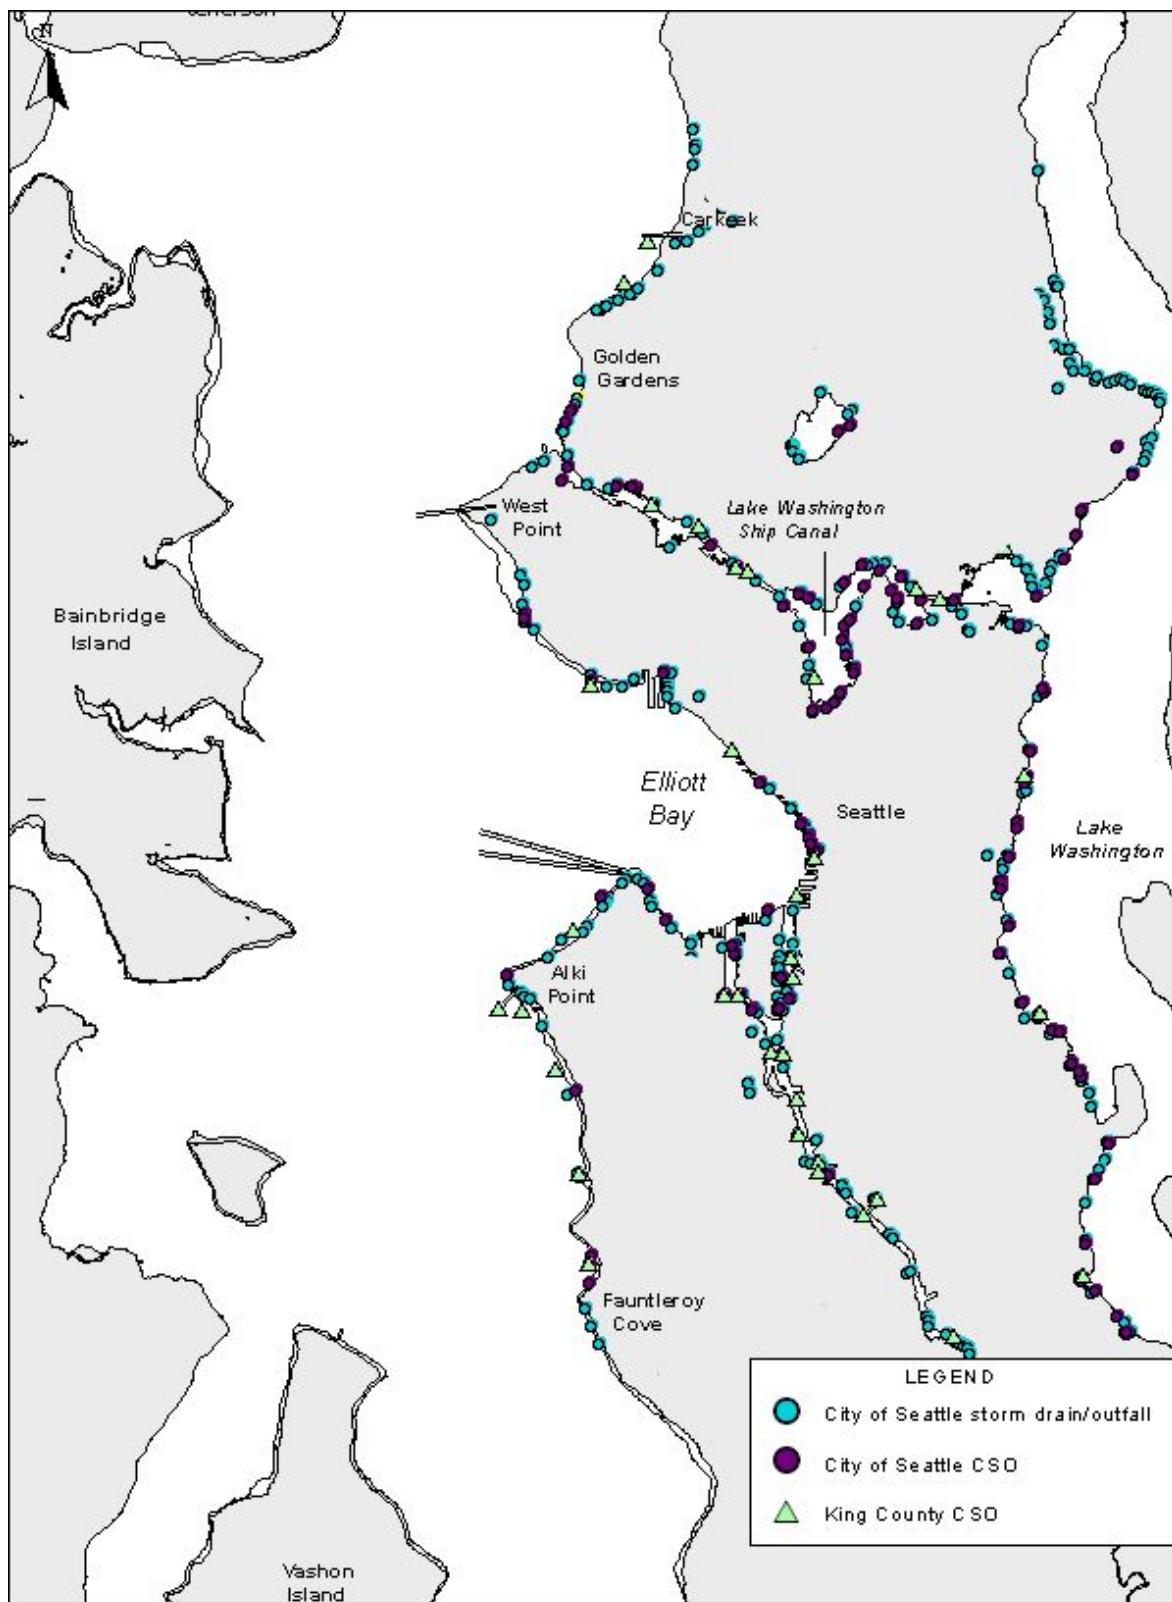 Jefferson
N
Carkeek
Golden
Gardens
West
Point
Lake Washington
Ship Canal
Bainbridge
Island
Elliott
Bay
Seattle
Lake
Washington
Alki
Point
Fauntleroy
Cove
LEGEND
City of Seattle storm drain/outfall
City of Seattle CSO
King County CSO
Vashon
Island